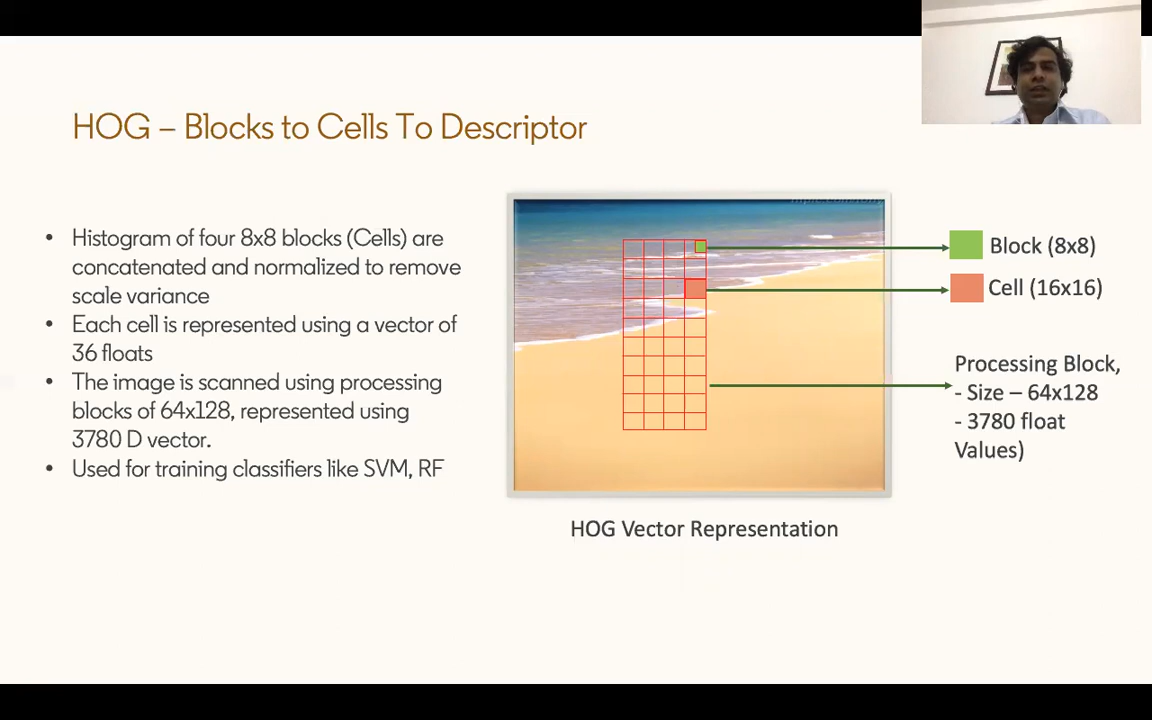 HOG – Blocks to Cells To Descriptor
• Histogram of four 8x8 blocks (Cells) are
concatenated and normalized to remove
scale variance
• Each cell is represented using a vector of
36 floats
• The image is scanned using processing
blocks of 64x128, represented using
3780 D vector.
• Used for training classifiers like SVM, RF
Block (8x8)
Cell (16x16)
Processing Block,
- Size – 64x128
- 3780 float
Values)
HOG Vector Representation